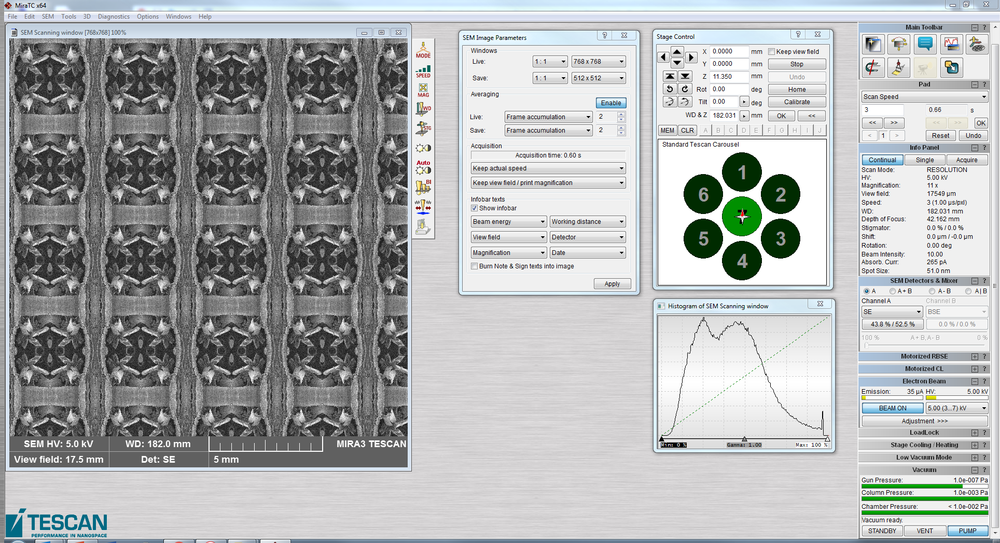 MiraTC x64
File Edit SEM Tools 3D Diagnostics Options Windows Help
SEM Scanning window [768x768] 100%
SEM HV: 5.0 kV
WD: 182.0 mm
MIRA3 TESCAN
View field: 17.5 mm
Det: SE
5 mm
MODE
SPEED
MAG
WD
STG
Auto
BI
SEM Image Parameters
?
Windows
Live: 1 : 1 768 x 768
Save: 1 : 1 512 x 512
Averaging
Enable
Live: Frame accumulation 2
Save: Frame accumulation 2
Acquisition
Acquisition time: 0.60 s
Keep actual speed
Keep view field / print magnification
Infobar texts
Show infobar
Beam energy Working distance
View field Detector
Magnification Date
Burn Note & Sign texts into image
Apply
Stage Control
?
X 0.0000 mm Keep view field
Y 0.0000 mm Stop
Z 11.350 mm Undo
Rot 0.00 deg Home
Tilt 0.00 deg Calibrate
WD & Z 182.031 mm OK <<
MEM CLR A B C D E F G H I J
Standard Tescan Carousel
1
6
2
7
5
3
4
Histogram of SEM Scanning window
Min: 0 %
Gamma: 1.00
Max: 100 %
Main Toolbar ?
Pad ?
Scan Speed
3 0.66 s
<< >> << >> OK
< 1 > Reset Undo
Info Panel ?
Continual Single Acquire
Scan Mode: RESOLUTION
HV: 5.00 kV
Magnification: 11 x
View field: 17549 µm
Speed: 3 (1.00 µs/pxl)
WD: 182.031 mm
Depth of Focus: 42.162 mm
Stigmator: 0.0 % / 0.0 %
Shift: 0.0 µm / -0.0 µm
Rotation: 0.00 deg
Beam Intensity: 10.00
Absorb. Curr: 265 pA
Spot Size: 51.0 nm
SEM Detectors & Mixer ?
A A + B A - B A | B
Channel A Channel B
SE BSE
43.8 % / 52.5 % 0.0 % / 0.0 %
100 % A + B, A - B 0 %
Motorized RBSE ?
Motorized CL ?
Electron Beam ?
Emission: 35 µA HV: 5.00 kV
BEAM ON 5.00 (3...7) kV
Adjustment >>>
LoadLock ?
Stage Cooling / Heating ?
Low Vacuum Mode ?
Vacuum ?
Gun Pressure: 1.0e-007 Pa
Column Pressure: 1.0e-003 Pa
Chamber Pressure: < 1.0e-002 Pa
Vacuum ready.
STANDBY VENT PUMP
TESCAN
PERFORMANCE IN NANOSPACE